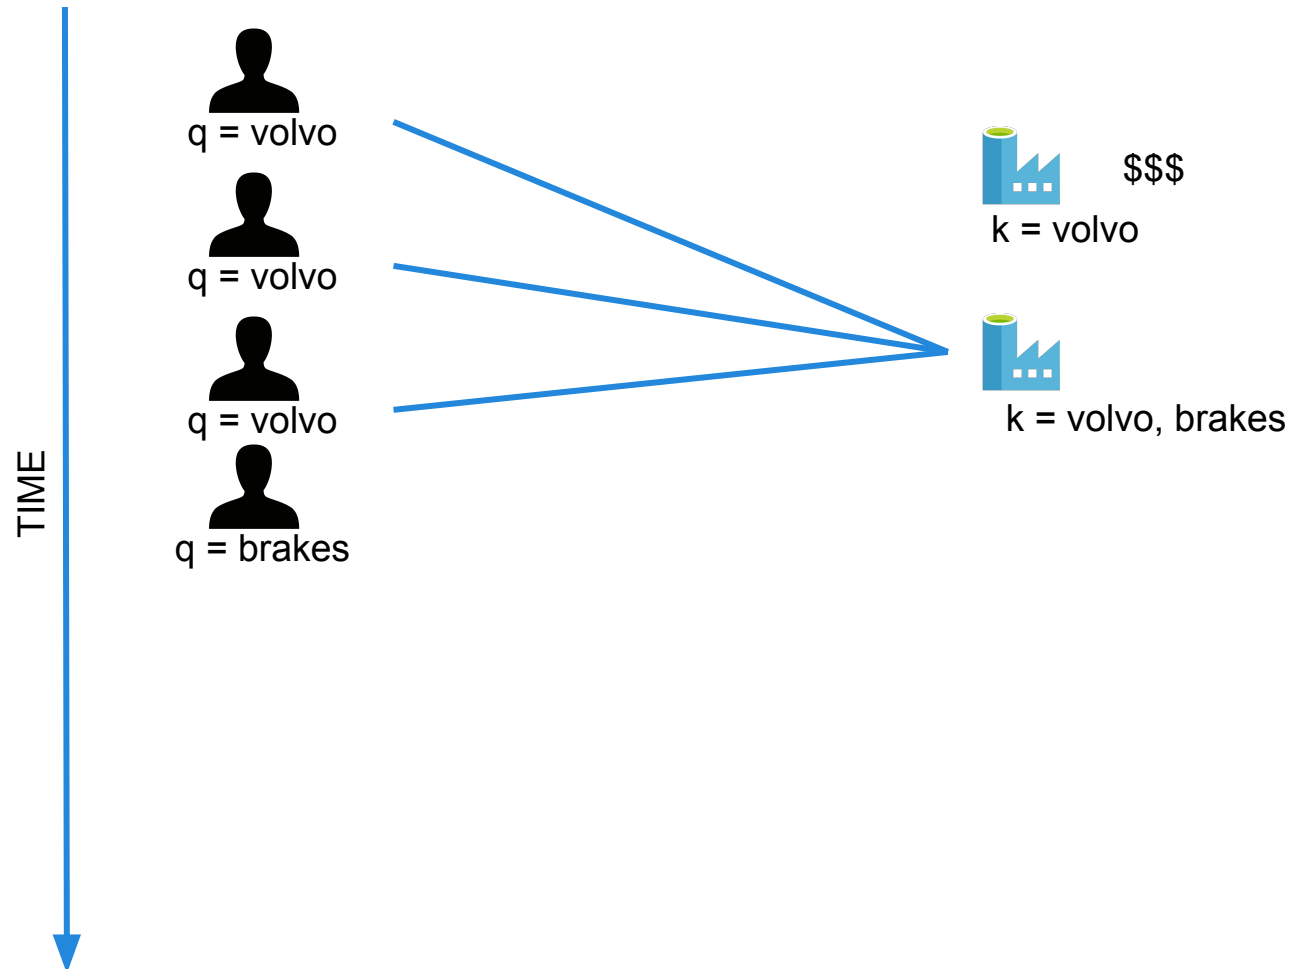 q = volvo
q = volvo
q = volvo
q = brakes
TIME
$$$
k = volvo
k = volvo, brakes